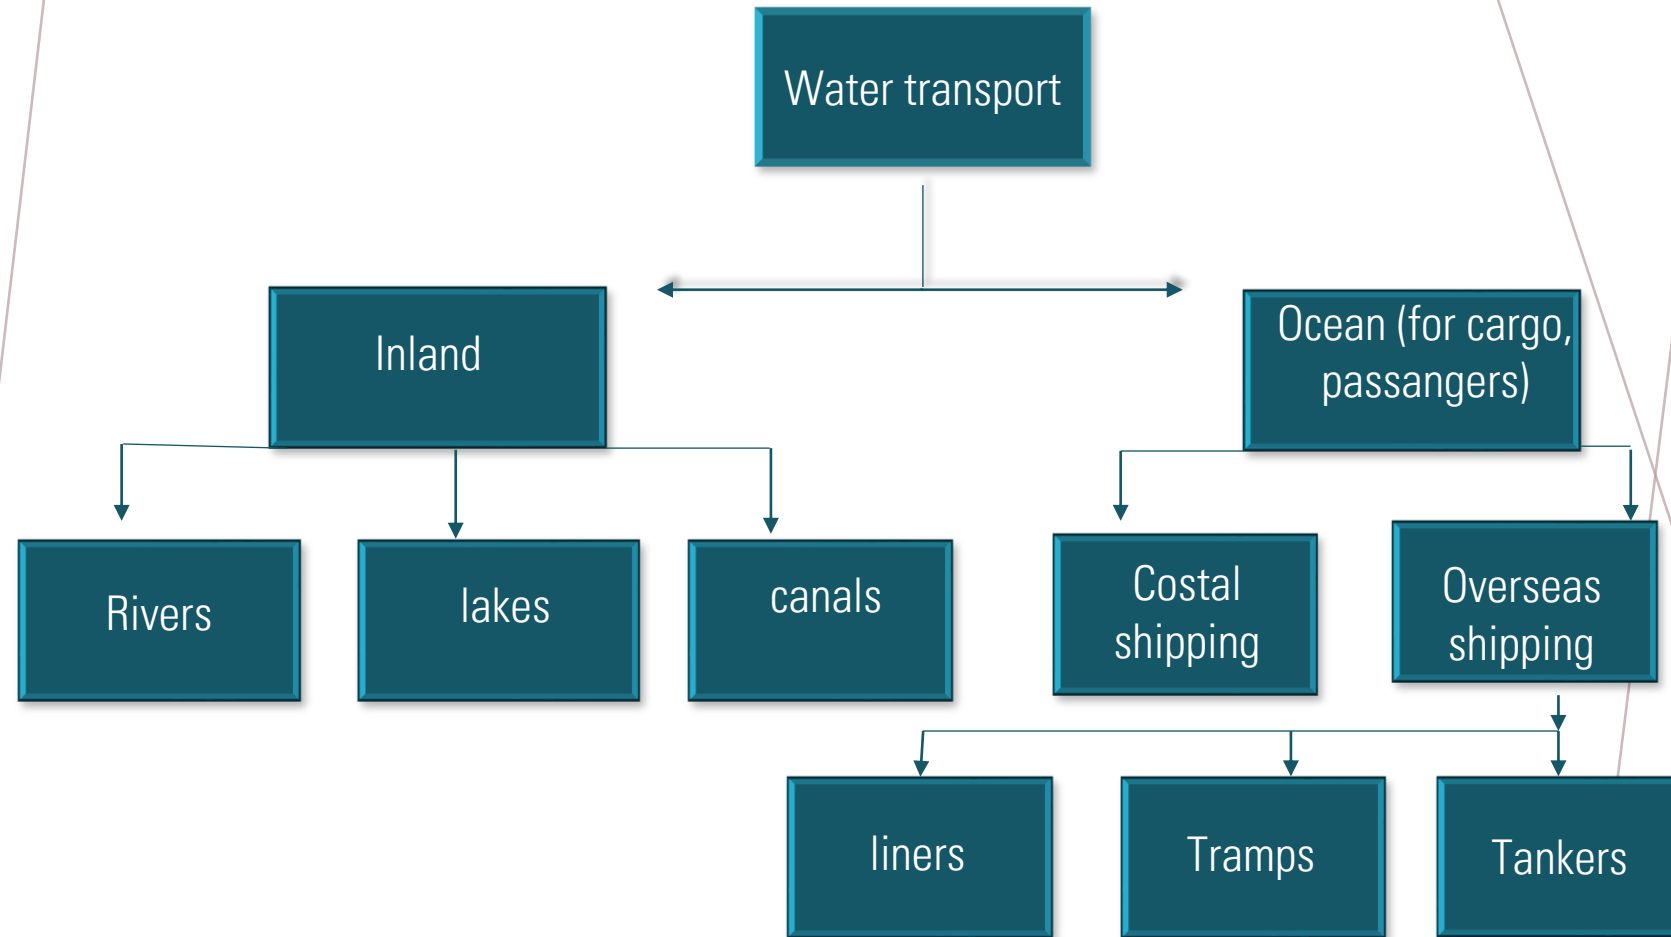 Water transport
Inland
Ocean (for cargo,
passangers)
Rivers
lakes
canals
Costal
shipping
Overseas
shipping
liners
Tramps
Tankers